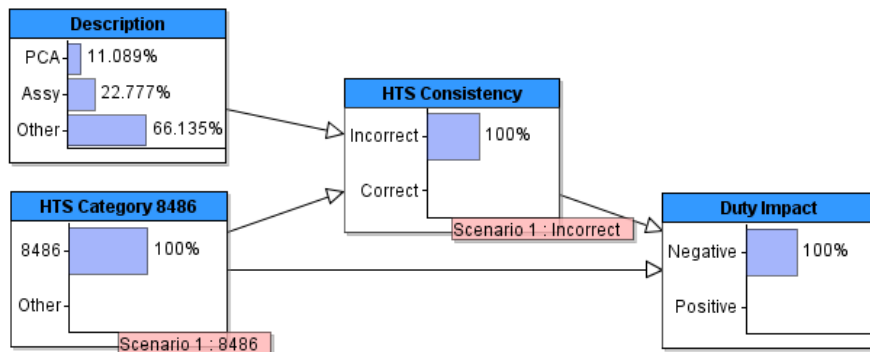 Description
PCA
11.089%
Assy
22.777%
Other
66.135%
HTS Consistency
Incorrect
100%
Correct
Scenario 1 : Incorrect
HTS Category 8486
8486
100%
Other
Scenario 1 : 8486
Duty Impact
Negative
100%
Positive